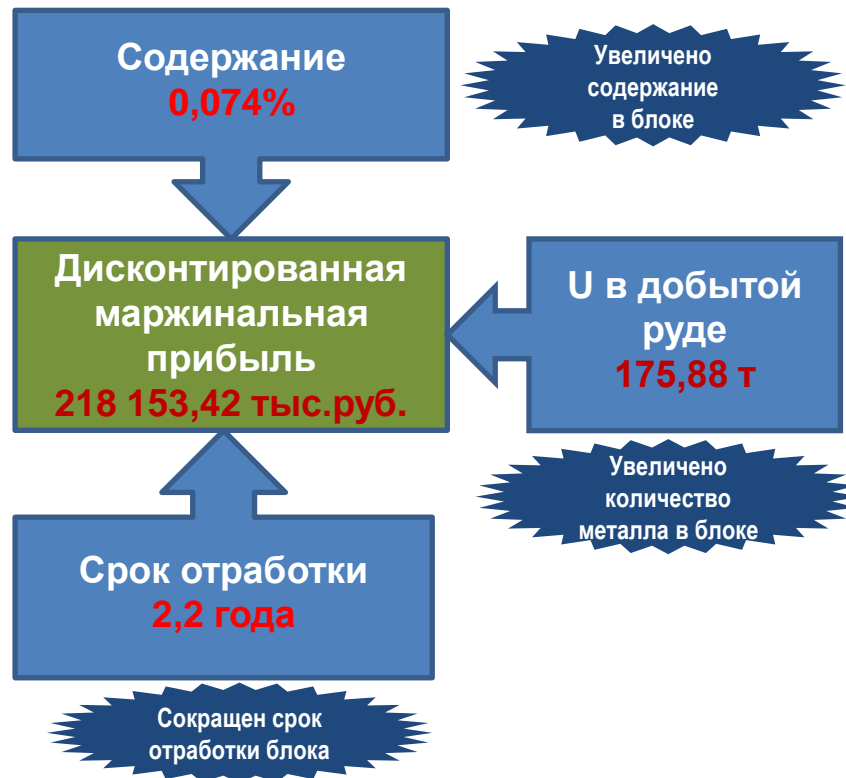 Содержание
0,074%
Увеличено
содержание
в блоке
Дисконтированная
маржинальная
прибыль
218 153,42 тыс.руб.
U в добытой
руде
175,88 т
Увеличено
количество
металла в блоке
Срок отработки
2,2 года
Сокращен срок
отработки блока